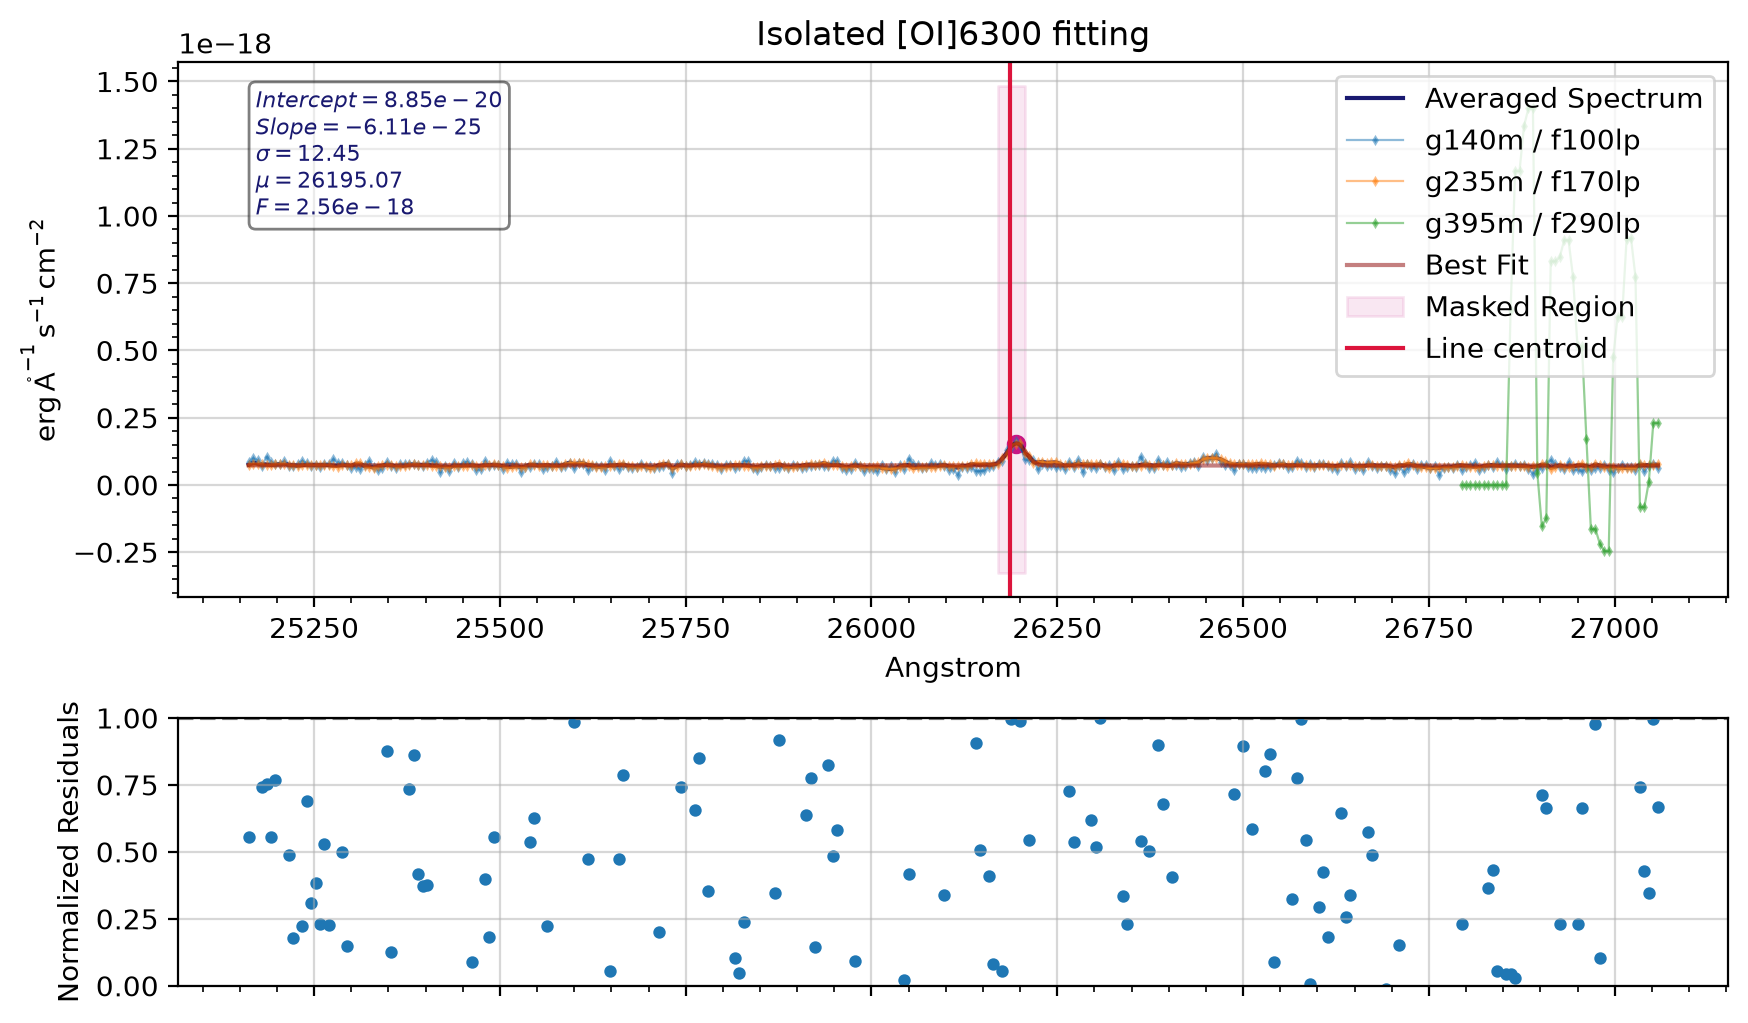 Isolated [OI]6300 fitting
1e−18
1.50
1.25
1.00
0.75
0.50
0.25
0.00
−0.25
erg Å⁻¹ s⁻¹ cm⁻²
Intercept = 8.85e − 20
Slope = −6.11e − 25
σ = 12.45
μ = 26195.07
F = 2.56e − 18
Averaged Spectrum
g140m / f100lp
g235m / f170lp
g395m / f290lp
Best Fit
Masked Region
Line centroid
25250 25500 25750 26000 26250 26500 26750 27000
Angstrom
1.00
0.75
0.50
0.25
0.00
Normalized Residuals